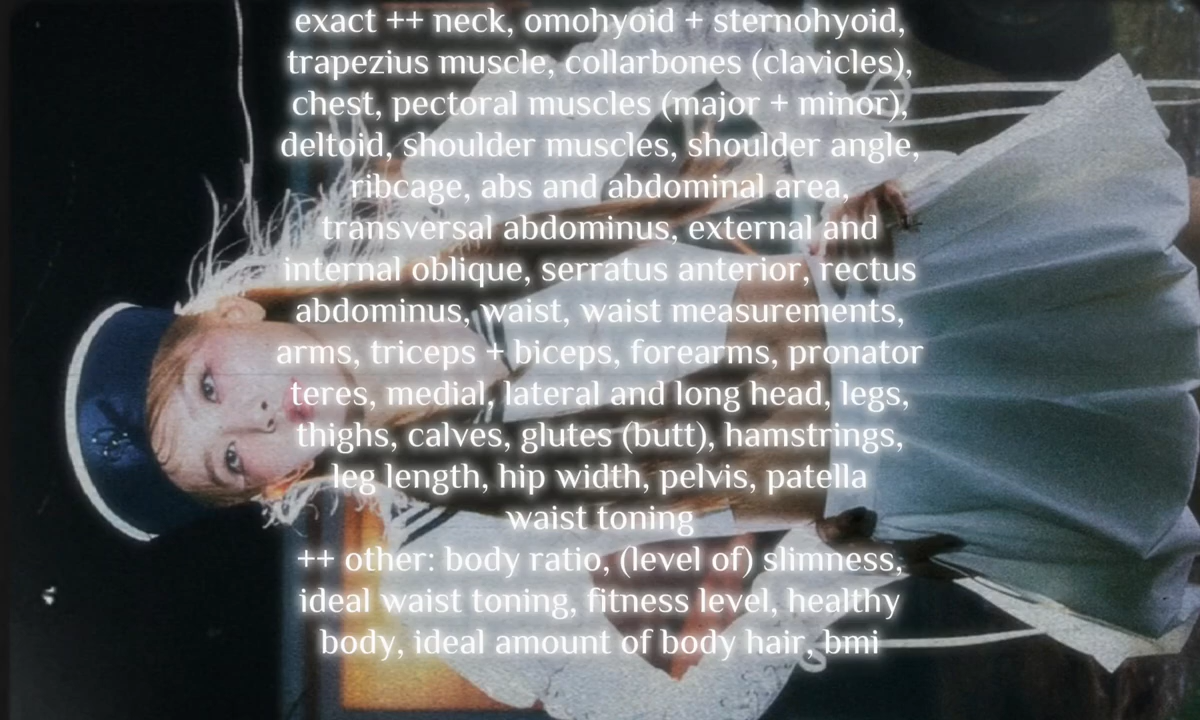 exact ++ neck, omohyoid + sternohyoid,
trapezius muscle, collarbones (clavicles),
chest, pectoral muscles (major + minor),
deltoid, shoulder muscles, shoulder angle,
ribcage, abs and abdominal area,
transversal abdominus, external and
internal oblique, serratus anterior, rectus
abdominus, waist, waist measurements,
arms, triceps + biceps, forearms, pronator
teres, medial, lateral and long head, legs,
thighs, calves, glutes (butt), hamstrings,
leg length, hip width, pelvis, patella
waist toning
++ other: body ratio, (level of) slimness,
ideal waist toning, fitness level, healthy
body, ideal amount of body hair, bmi